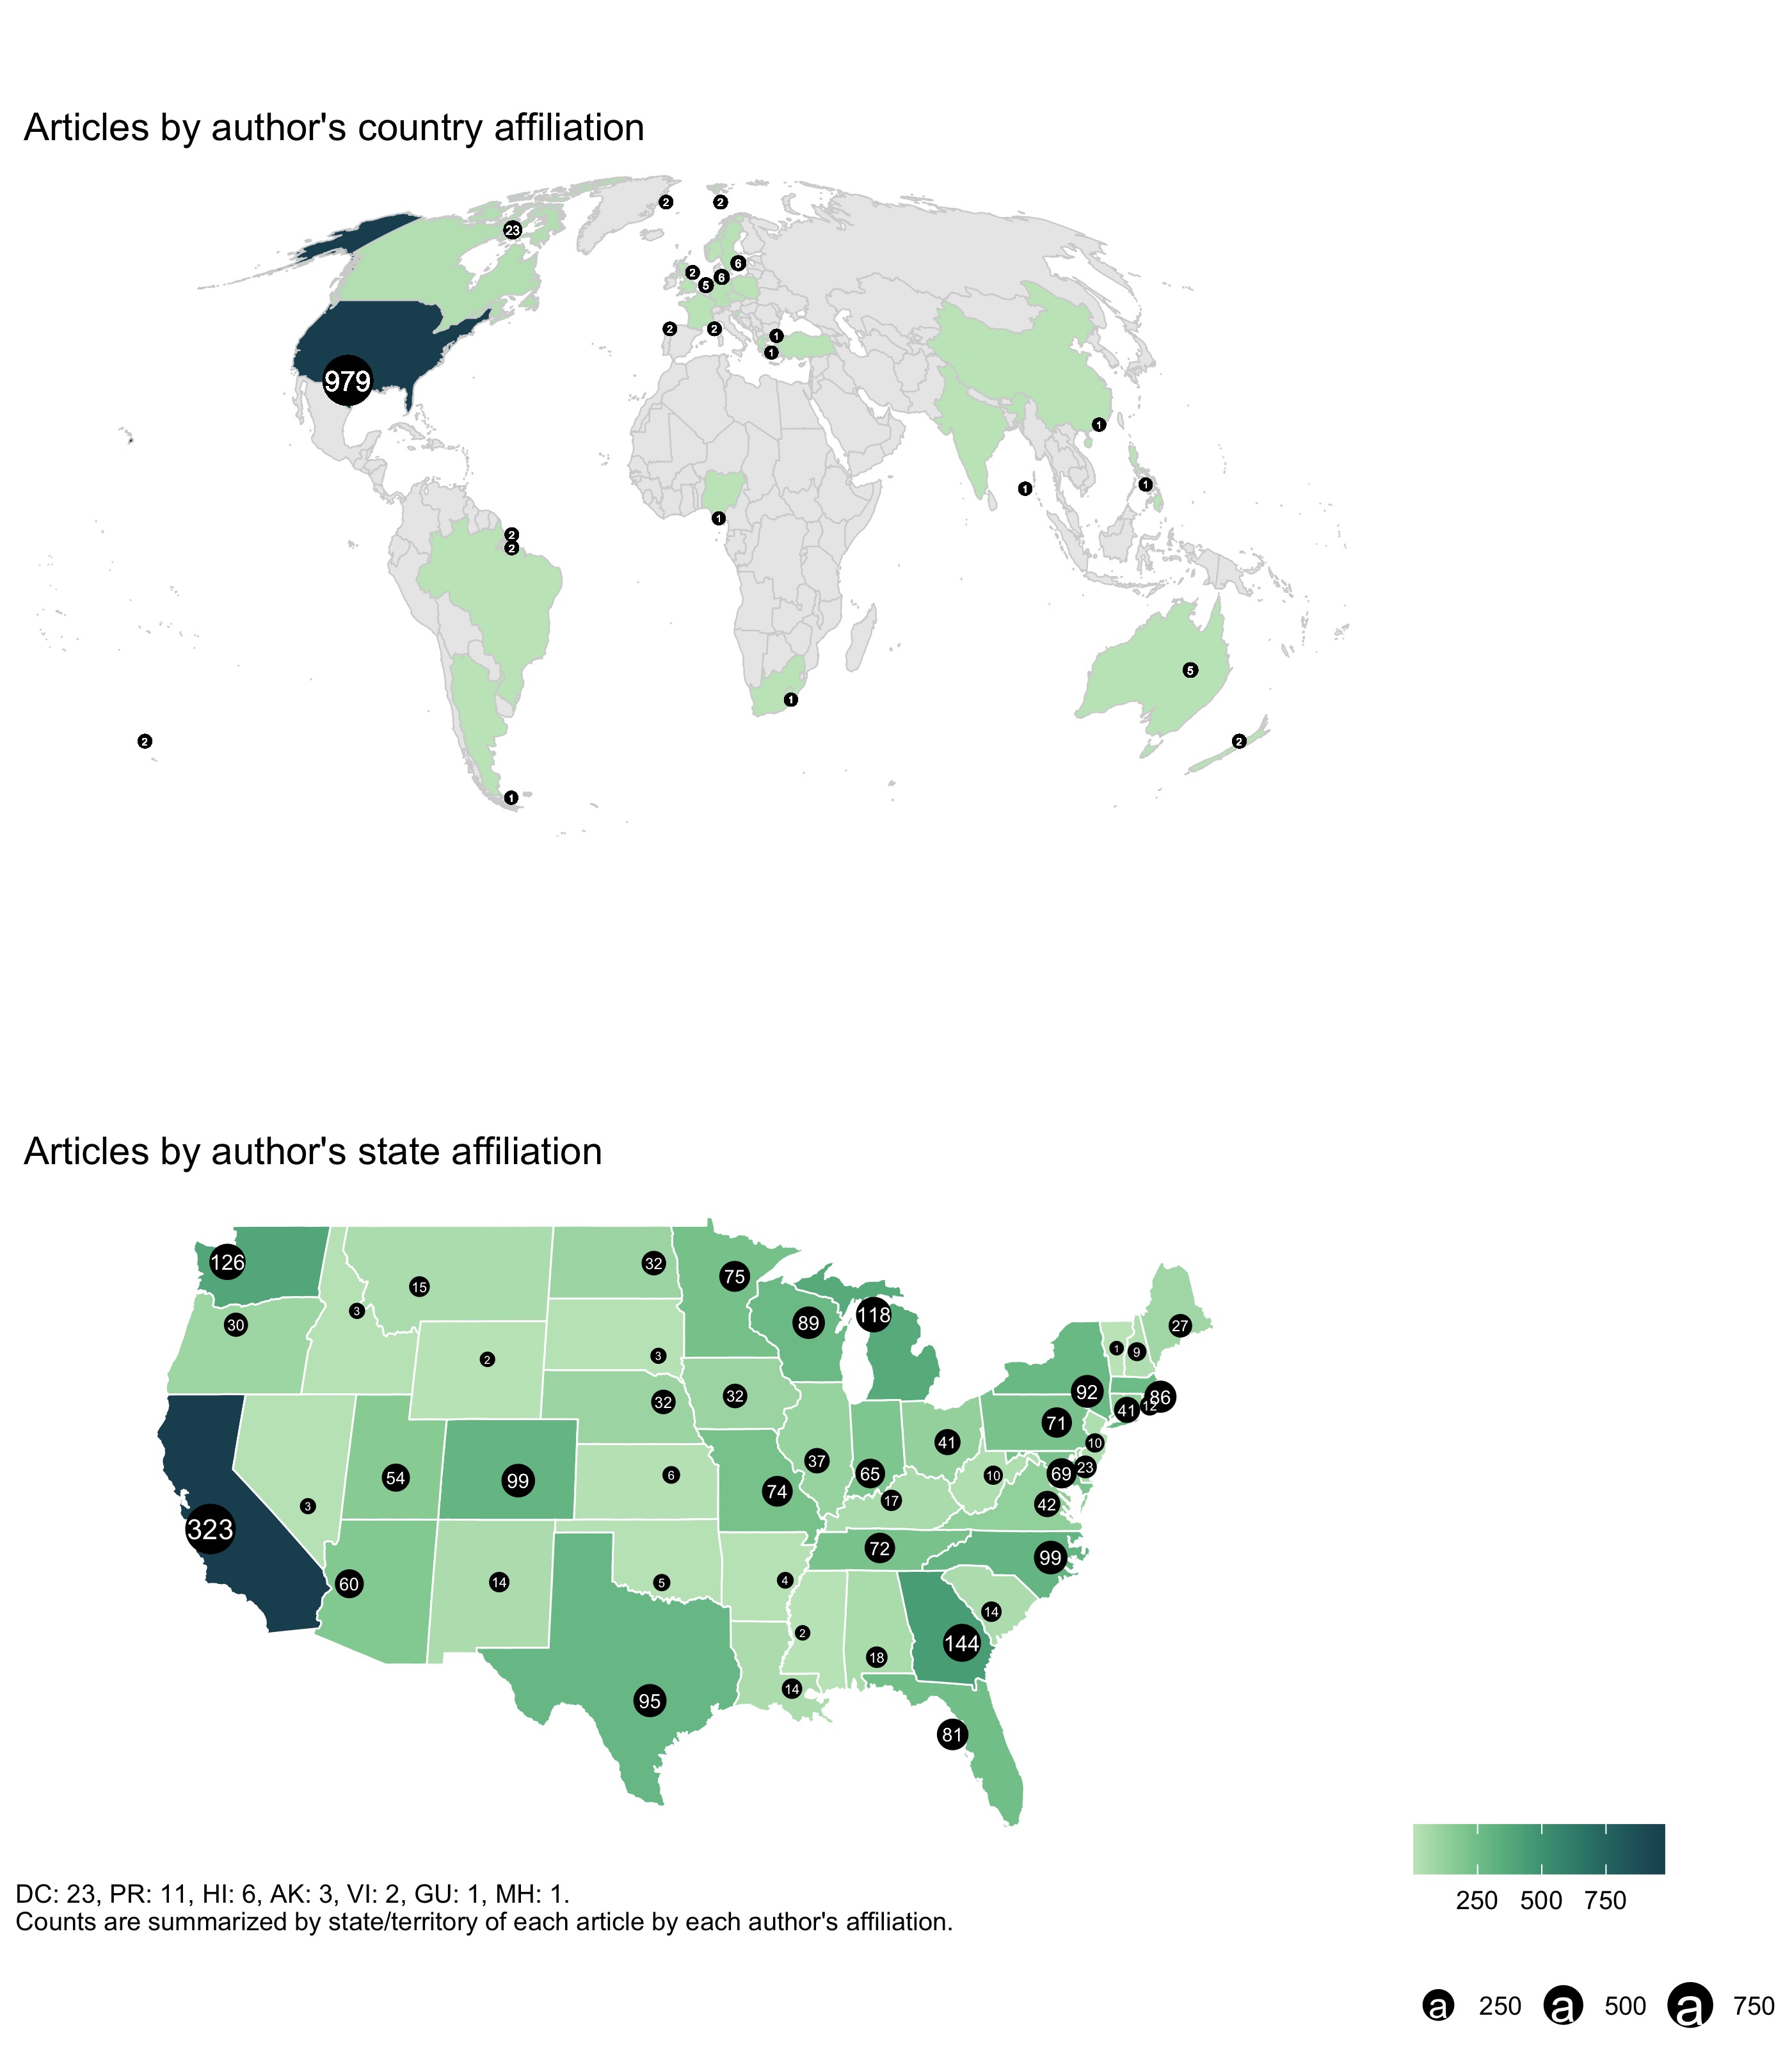 Articles by author's country affiliation
2 2
23
6
2 6
5
2 2 1
1
979
1
1 1
1
2
2
5
1
2 2
1
Articles by author's state affiliation
126 32 75
15
3 118
30 89 27
1 9
2 3
32 32 92 86
41 12
71
41 10
37
54 99 6 65 10 69 23
74
3 17 42
323
72 99
60 14 5 4
14
2 144
18
14
95
81
DC: 23, PR: 11, HI: 6, AK: 3, VI: 2, GU: 1, MH: 1.
Counts are summarized by state/territory of each article by each author's affiliation.
250 500 750
a 250 a 500 a 750